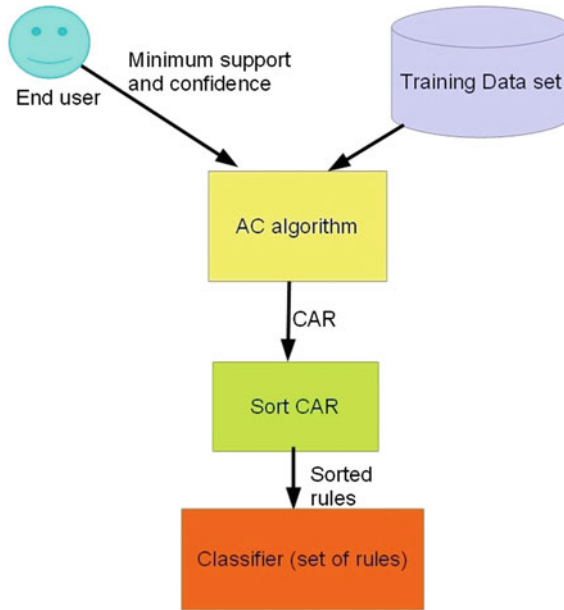 Minimum support
and confidence
End user
Training Data set
AC algorithm
CAR
Sort CAR
Sorted
rules
Classifier (set of rules)